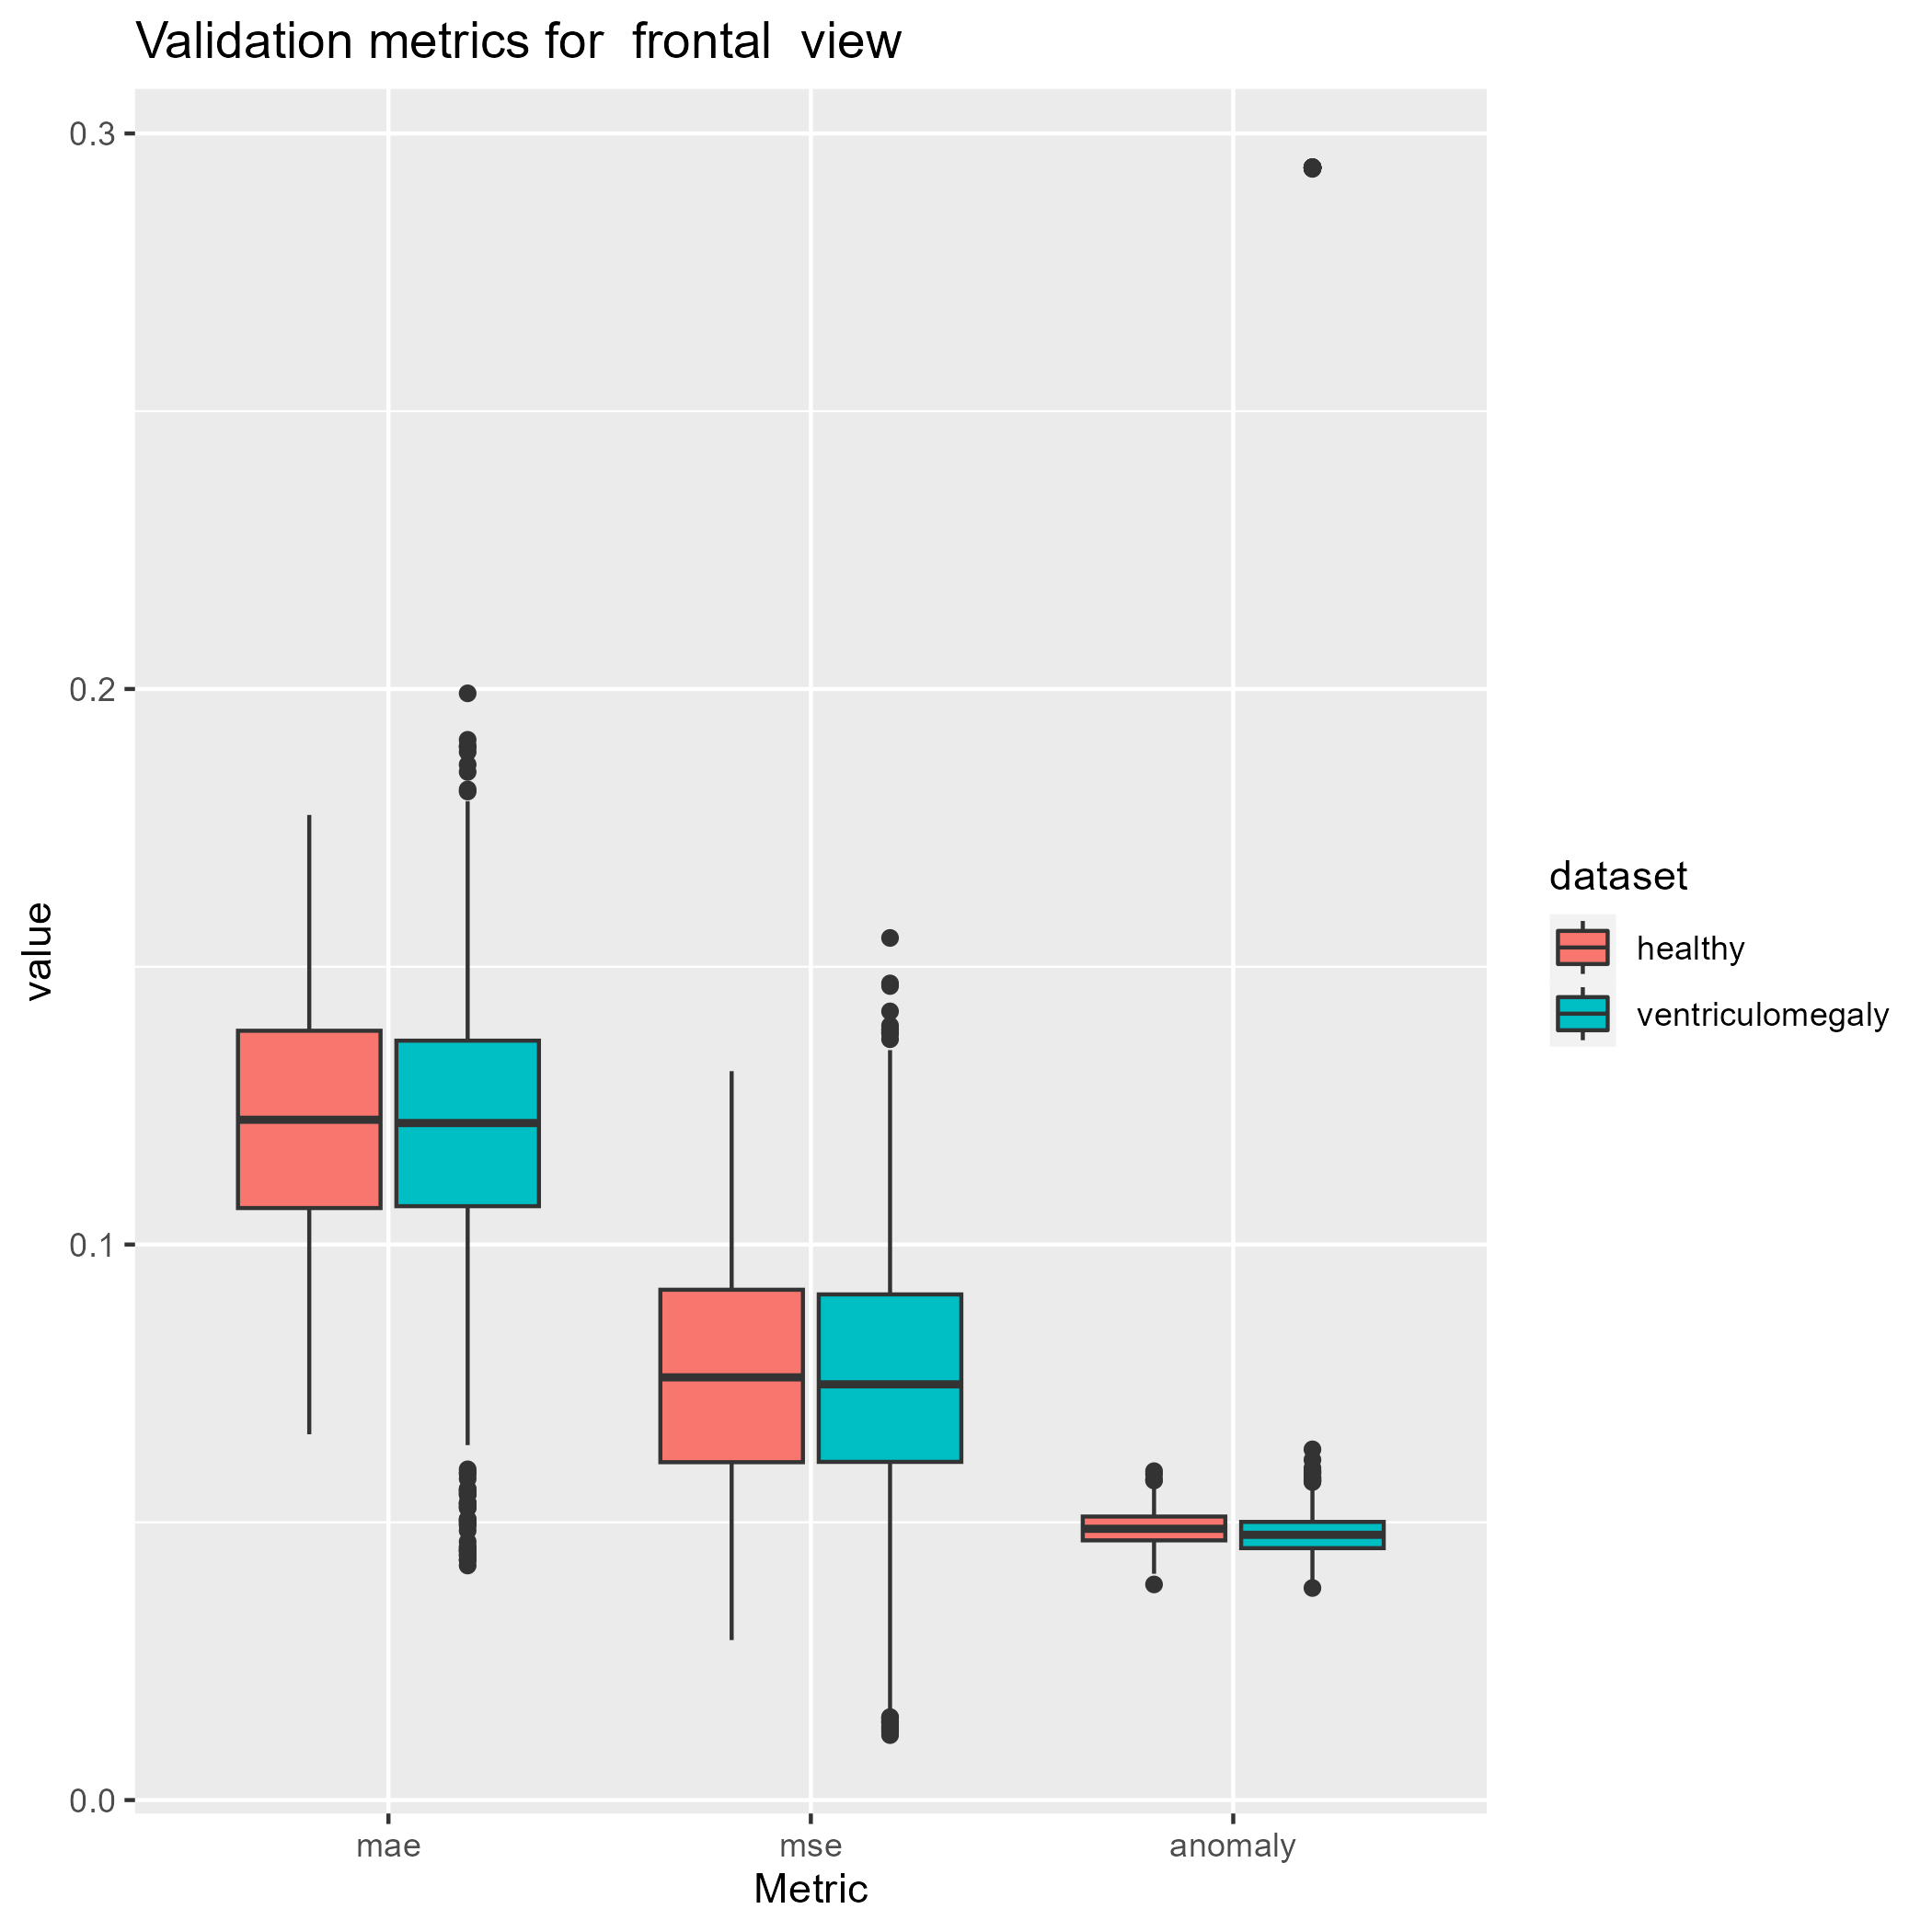 Validation metrics for  frontal  view
0.3
0.2
0.1
0.0
value
mae
mse
anomaly
Metric
dataset
healthy
ventriculomegaly